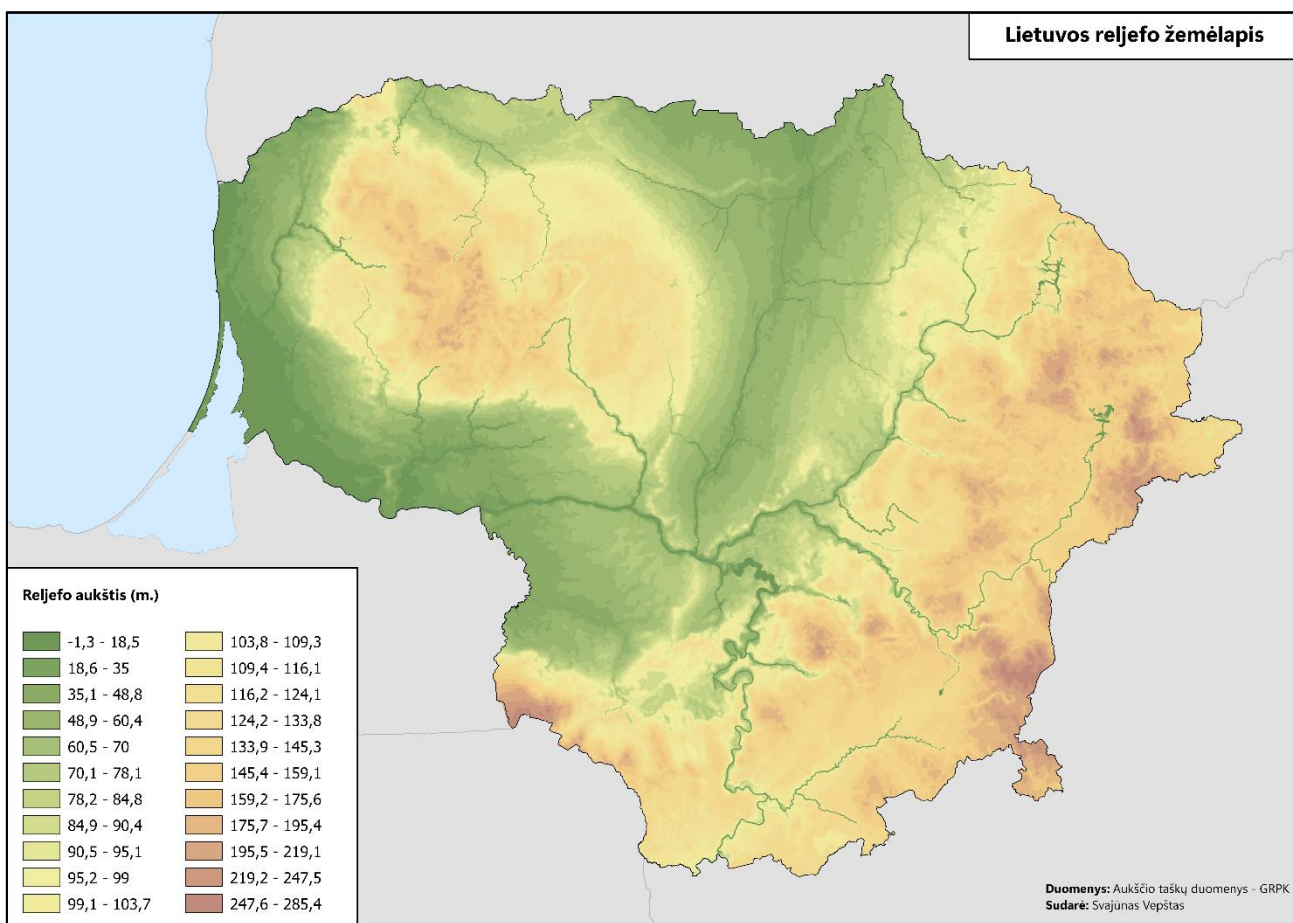 Lietuvos reljefo žemėlapis
Reljefo aukštis (m.)
-1,3 - 18,5
18,6 - 35
35,1 - 48,8
48,9 - 60,4
60,5 - 70
70,1 - 78,1
78,2 - 84,8
84,9 - 90,4
90,5 - 95,1
95,2 - 99
99,1 - 103,7
103,8 - 109,3
109,4 - 116,1
116,2 - 124,1
124,2 - 133,8
133,9 - 145,3
145,4 - 159,1
159,2 - 175,6
175,7 - 195,4
195,5 - 219,1
219,2 - 247,5
247,6 - 285,4
Duomenys: Aukščio taškų duomenys - GRPK
Sudarė: Svajūnas Vepštas